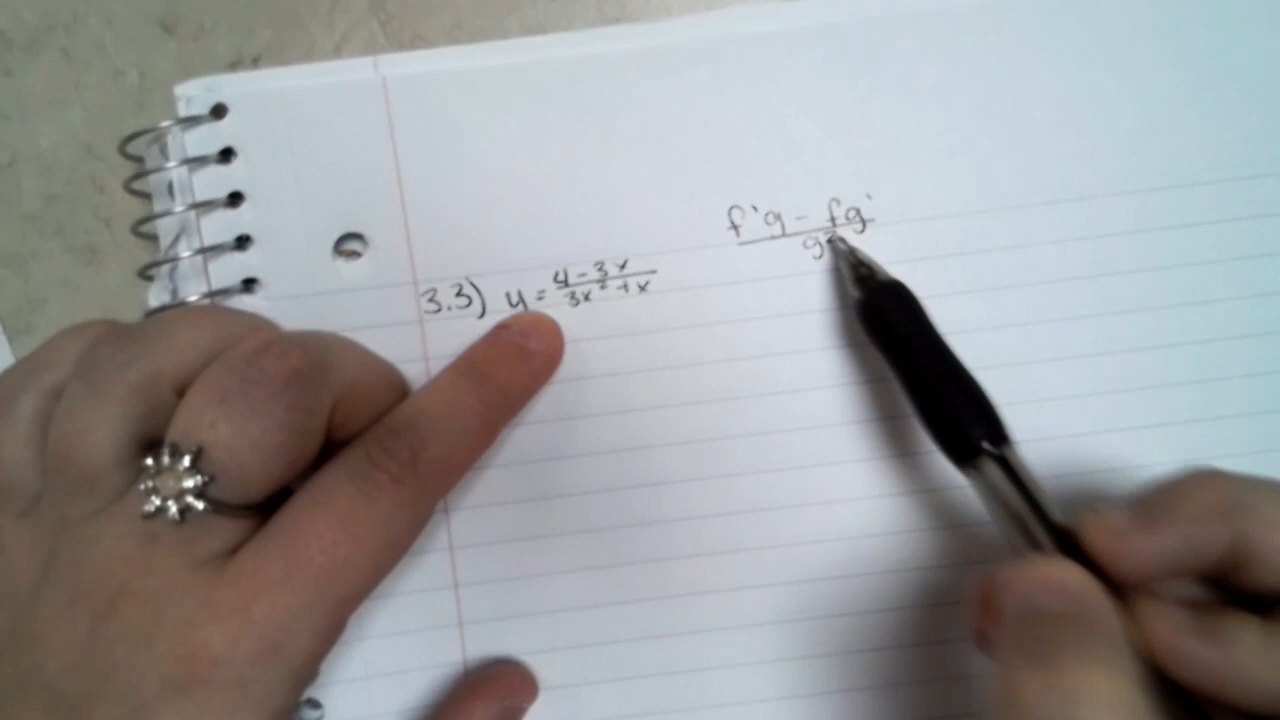 f'g - fg'
g²
3.3) y = 4-3x
3x²+x